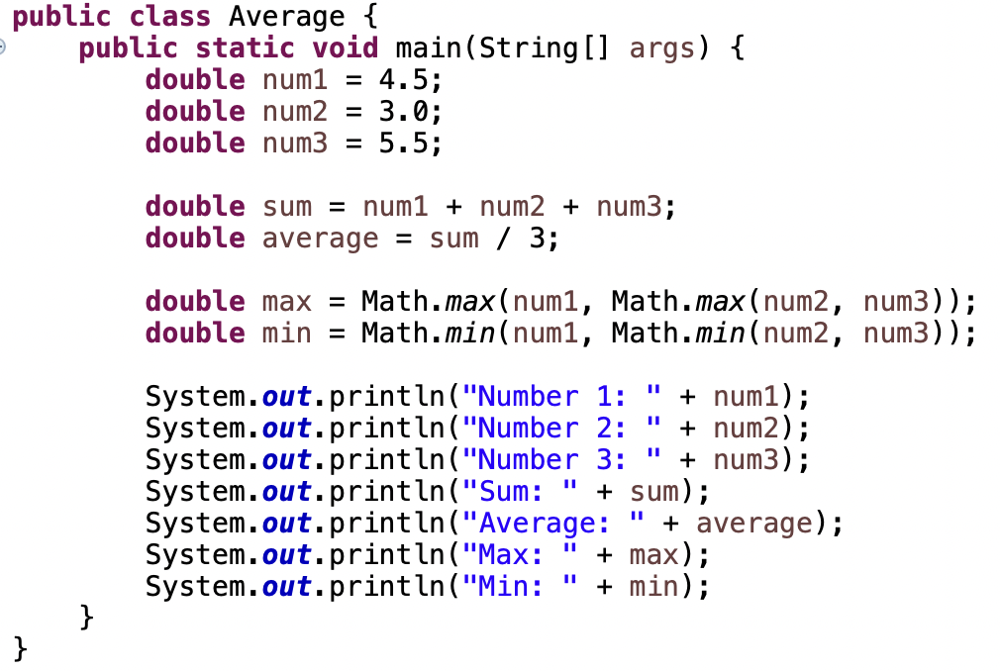 public class Average {
    public static void main(String[] args) {
        double num1 = 4.5;
        double num2 = 3.0;
        double num3 = 5.5;

        double sum = num1 + num2 + num3;
        double average = sum / 3;

        double max = Math.max(num1, Math.max(num2, num3));
        double min = Math.min(num1, Math.min(num2, num3));

        System.out.println("Number 1: " + num1);
        System.out.println("Number 2: " + num2);
        System.out.println("Number 3: " + num3);
        System.out.println("Sum: " + sum);
        System.out.println("Average: " + average);
        System.out.println("Max: " + max);
        System.out.println("Min: " + min);
    }
}